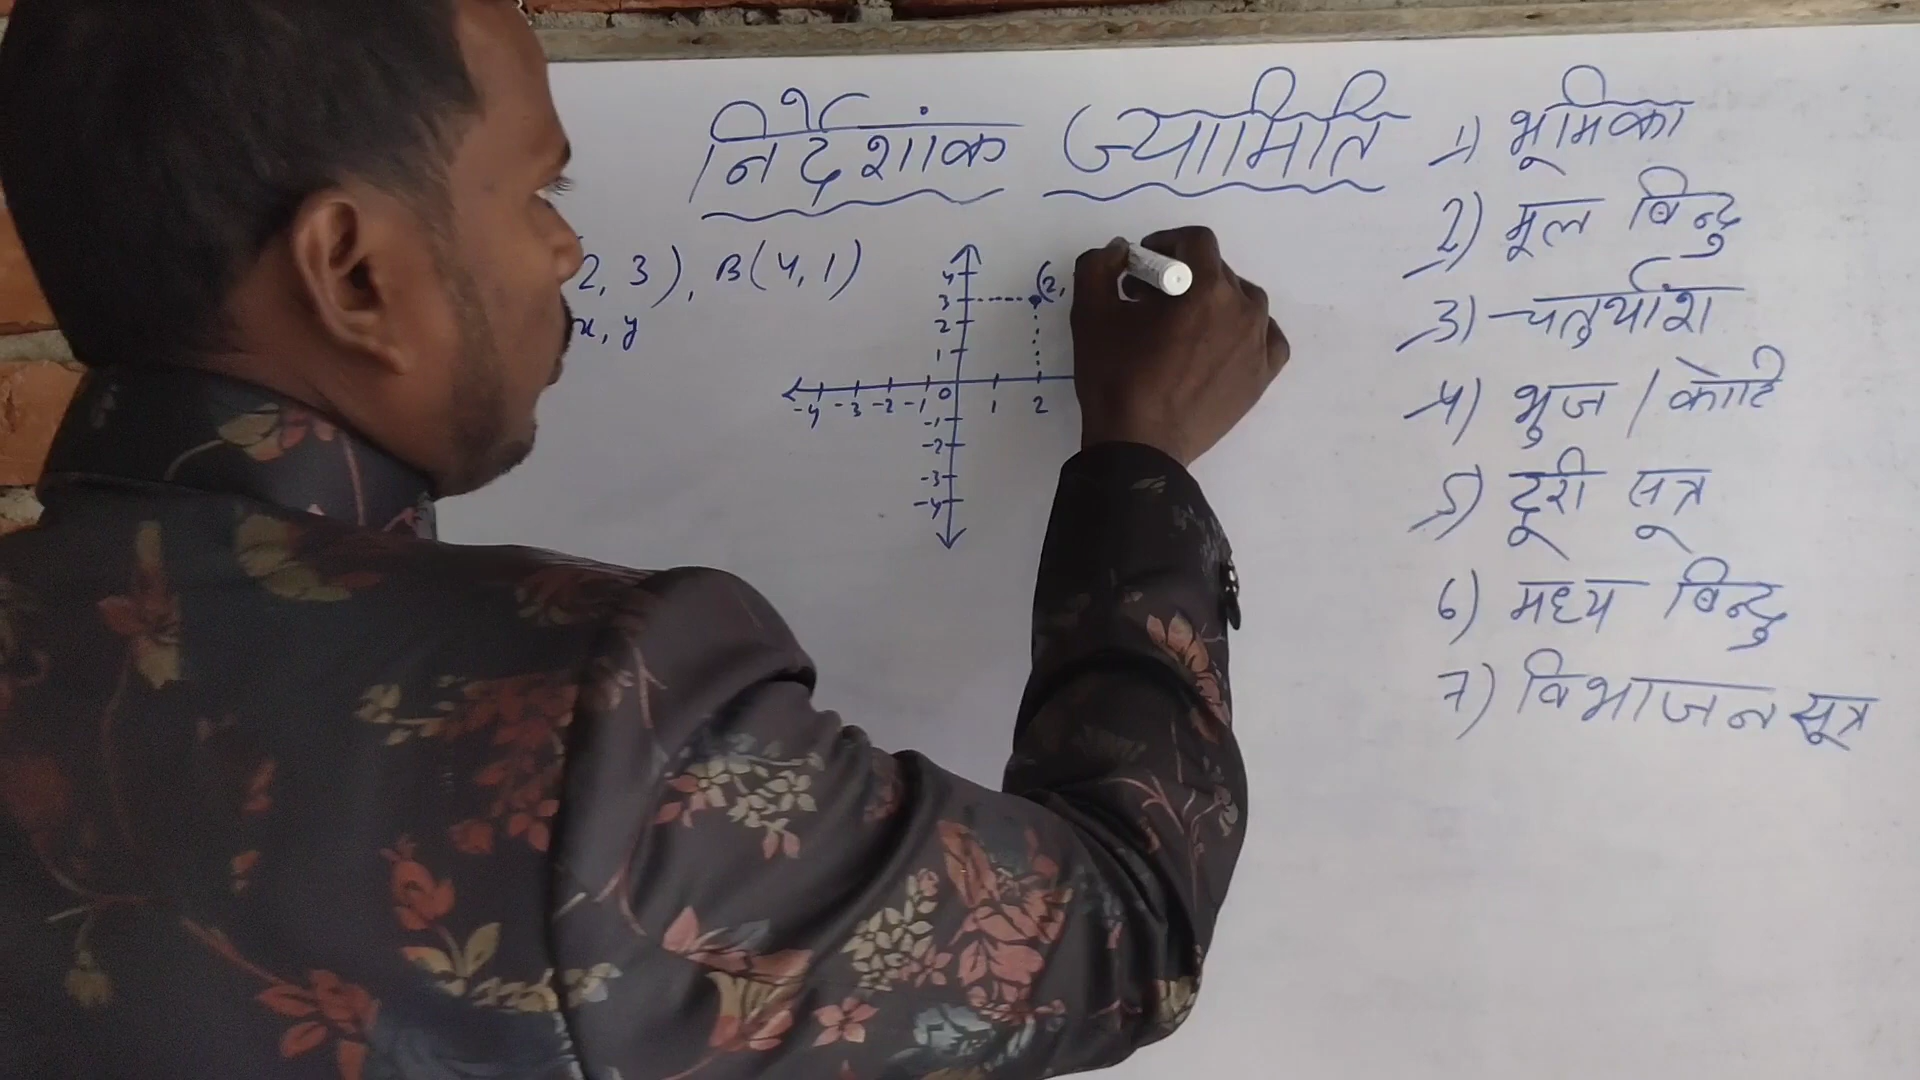 निर्देशांक ज्यामिति
2, 3), B(4, 1)
x, y
4
3
2
1
(2,
-4 -3 -2 -1 0 1 2
-1
-2
-3
-4
1) भूमिका
2) मूल बिन्दु
3) चतुर्थांश
4) भुज / कोटि
5) दूरी सूत्र
6) मध्य बिन्दु
7) विभाजन सूत्र